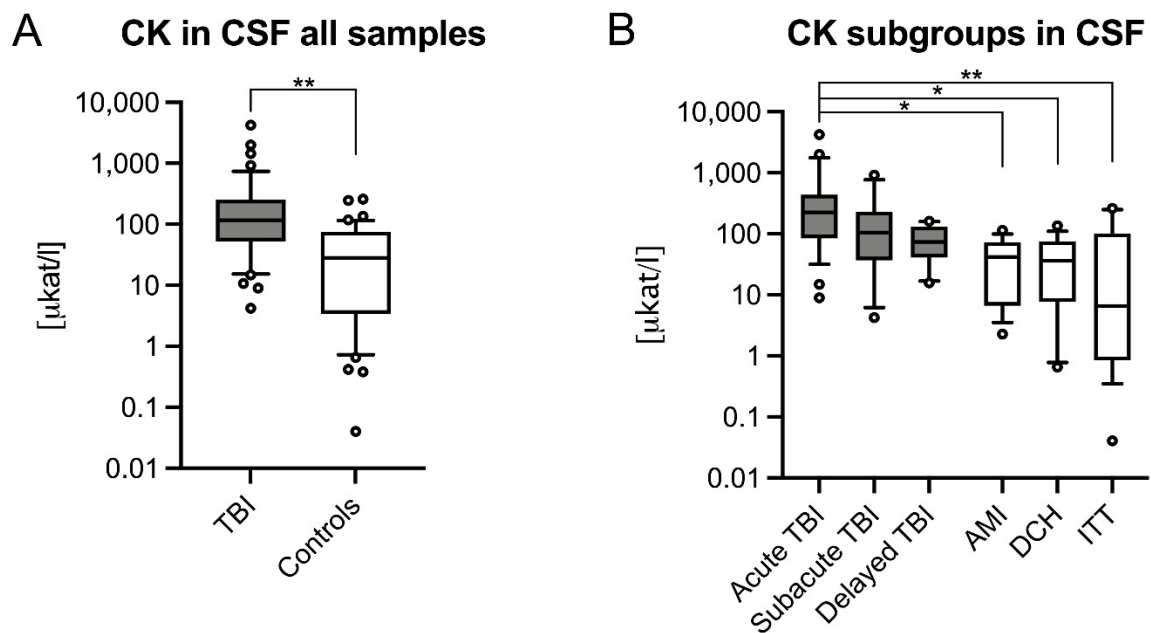 A
CK in CSF all samples
**
10,000
1,000
100
10
1
0.1
0.01
[µkat/l]
TBI
Controls
B
CK subgroups in CSF
**
*
*
10,000
1,000
100
10
1
0.1
0.01
[µkat/l]
Acute TBI
Subacute TBI
Delayed TBI
AMI
DCH
ITT